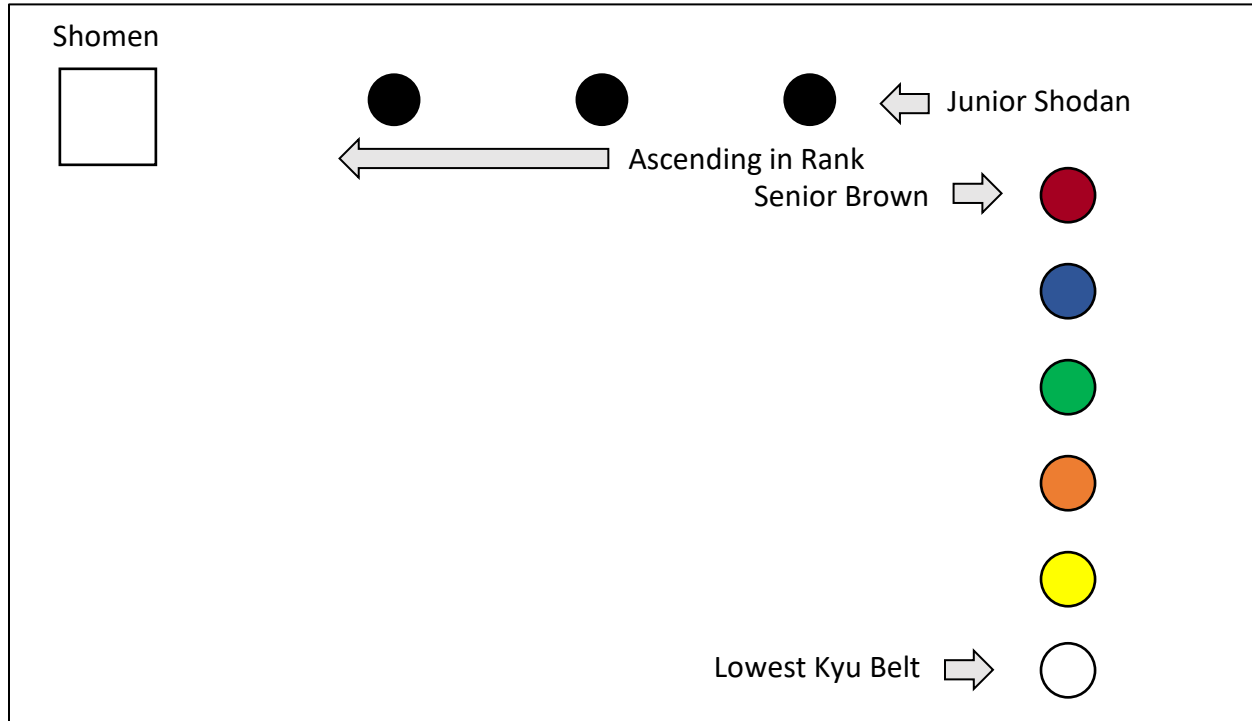 Shomen
Junior Shodan
Ascending in Rank
Senior Brown
Lowest Kyu Belt